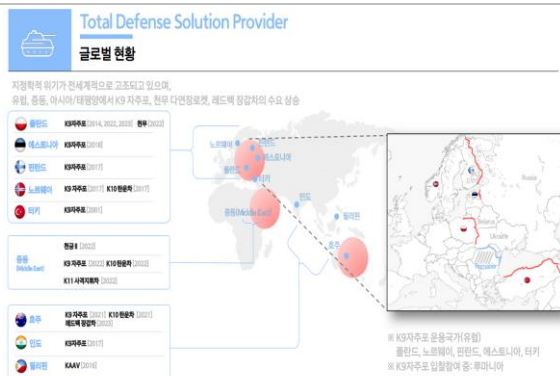 Total Defense Solution Provider
글로벌 현황
지정학적 위기가 전세계적으로 고조되고 있으며,
유럽, 중동, 아시아/태평양에서 K9 자주포, 천무 다연장로켓, 레드백 장갑차의 수요 상승
폴란드 K9자주포 [2014, 2022, 2023] 천무 [2022]
에스토니아 K9자주포 [2018]
핀란드 K9자주포 [2017]
노르웨이 K9 자주포 [2017] K10 탄운차 [2017]
터키 K9자주포 [2001]
중동
(Middle East)
천궁 II [2022]
K9 자주포 [2022] K10 탄운차 [2022]
K11 사격지휘차 [2022]
호주 K9 자주포 [2021] K10 탄운차 [2021]
레드백 장갑차 [2023]
인도 K9자주포 [2017]
필리핀 KAAV [2016]
노르웨이
핀란드
에스토니아
폴란드
터키
중동(Middle East)
인도
필리핀
호주
Russia
Belarus
Ukraine
Romania
※ K9자주포 운용국가(유럽)
폴란드, 노르웨이, 핀란드, 에스토니아, 터키
※ K9자주포 입찰참여 중: 루마니아